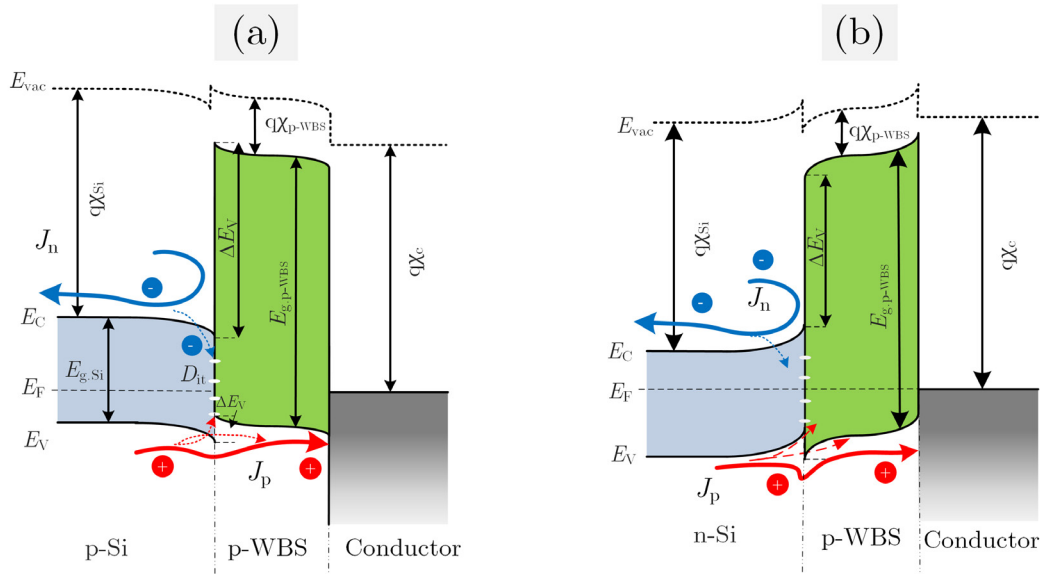 (a)
E_vac
qχ_p-WBS
qχ_Si
ΔE_V
qχ_c
J_n
-
E_g.p-WBS
E_C
-
E_g.Si
D_it
E_F
ΔE_V
E_V
+
J_p
+
p-Si
p-WBS
Conductor
(b)
E_vac
qχ_p-WBS
qχ_Si
ΔE_V
qχ_c
-
J_n
-
E_g.p-WBS
E_C
E_F
E_V
J_p
+
+
n-Si
p-WBS
Conductor